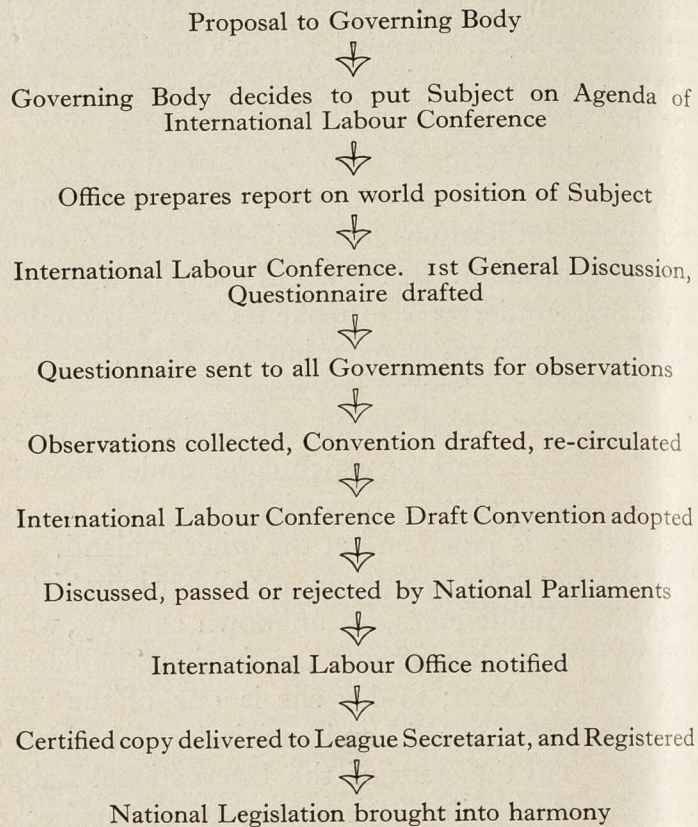 Proposal to Governing Body
Governing Body decides to put Subject on Agenda of
International Labour Conference
Office prepares report on world position of Subject
International Labour Conference. 1st General Discussion,
Questionnaire drafted
Questionnaire sent to all Governments for observations
Observations collected, Convention drafted, re-circulated
International Labour Conference Draft Convention adopted
Discussed, passed or rejected by National Parliaments
International Labour Office notified
Certified copy delivered to League Secretariat, and Registered
National Legislation brought into harmony